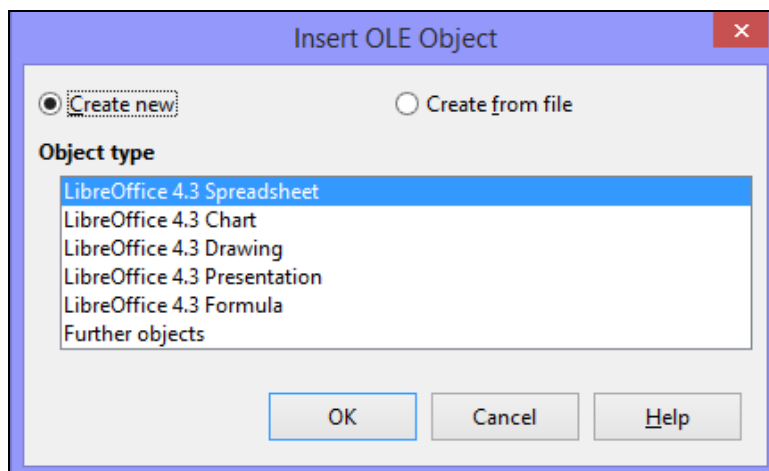 Insert OLE Object
Create new
Create from file
Object type
LibreOffice 4.3 Spreadsheet
LibreOffice 4.3 Chart
LibreOffice 4.3 Drawing
LibreOffice 4.3 Presentation
LibreOffice 4.3 Formula
Further objects
OK
Cancel
Help